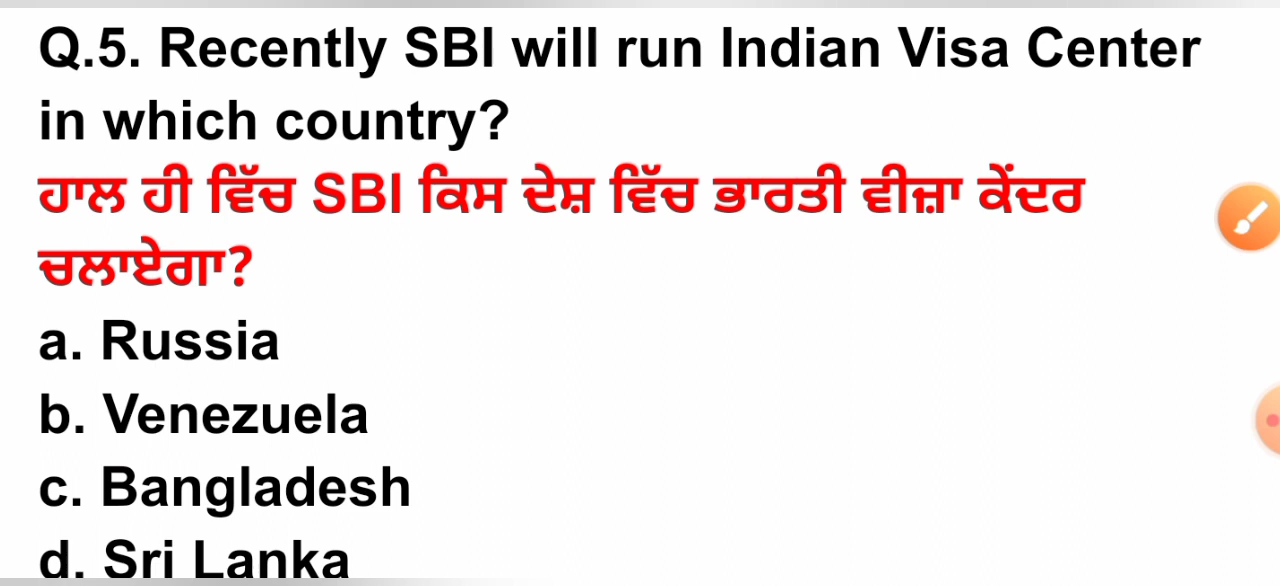 Q.5. Recently SBI will run Indian Visa Center
in which country?
ਹਾਲ ਹੀ ਵਿੱਚ SBI ਕਿਸ ਦੇਸ਼ ਵਿੱਚ ਭਾਰਤੀ ਵੀਜ਼ਾ ਕੇਂਦਰ
ਚਲਾਏਗਾ?
a. Russia
b. Venezuela
c. Bangladesh
d. Sri Lanka